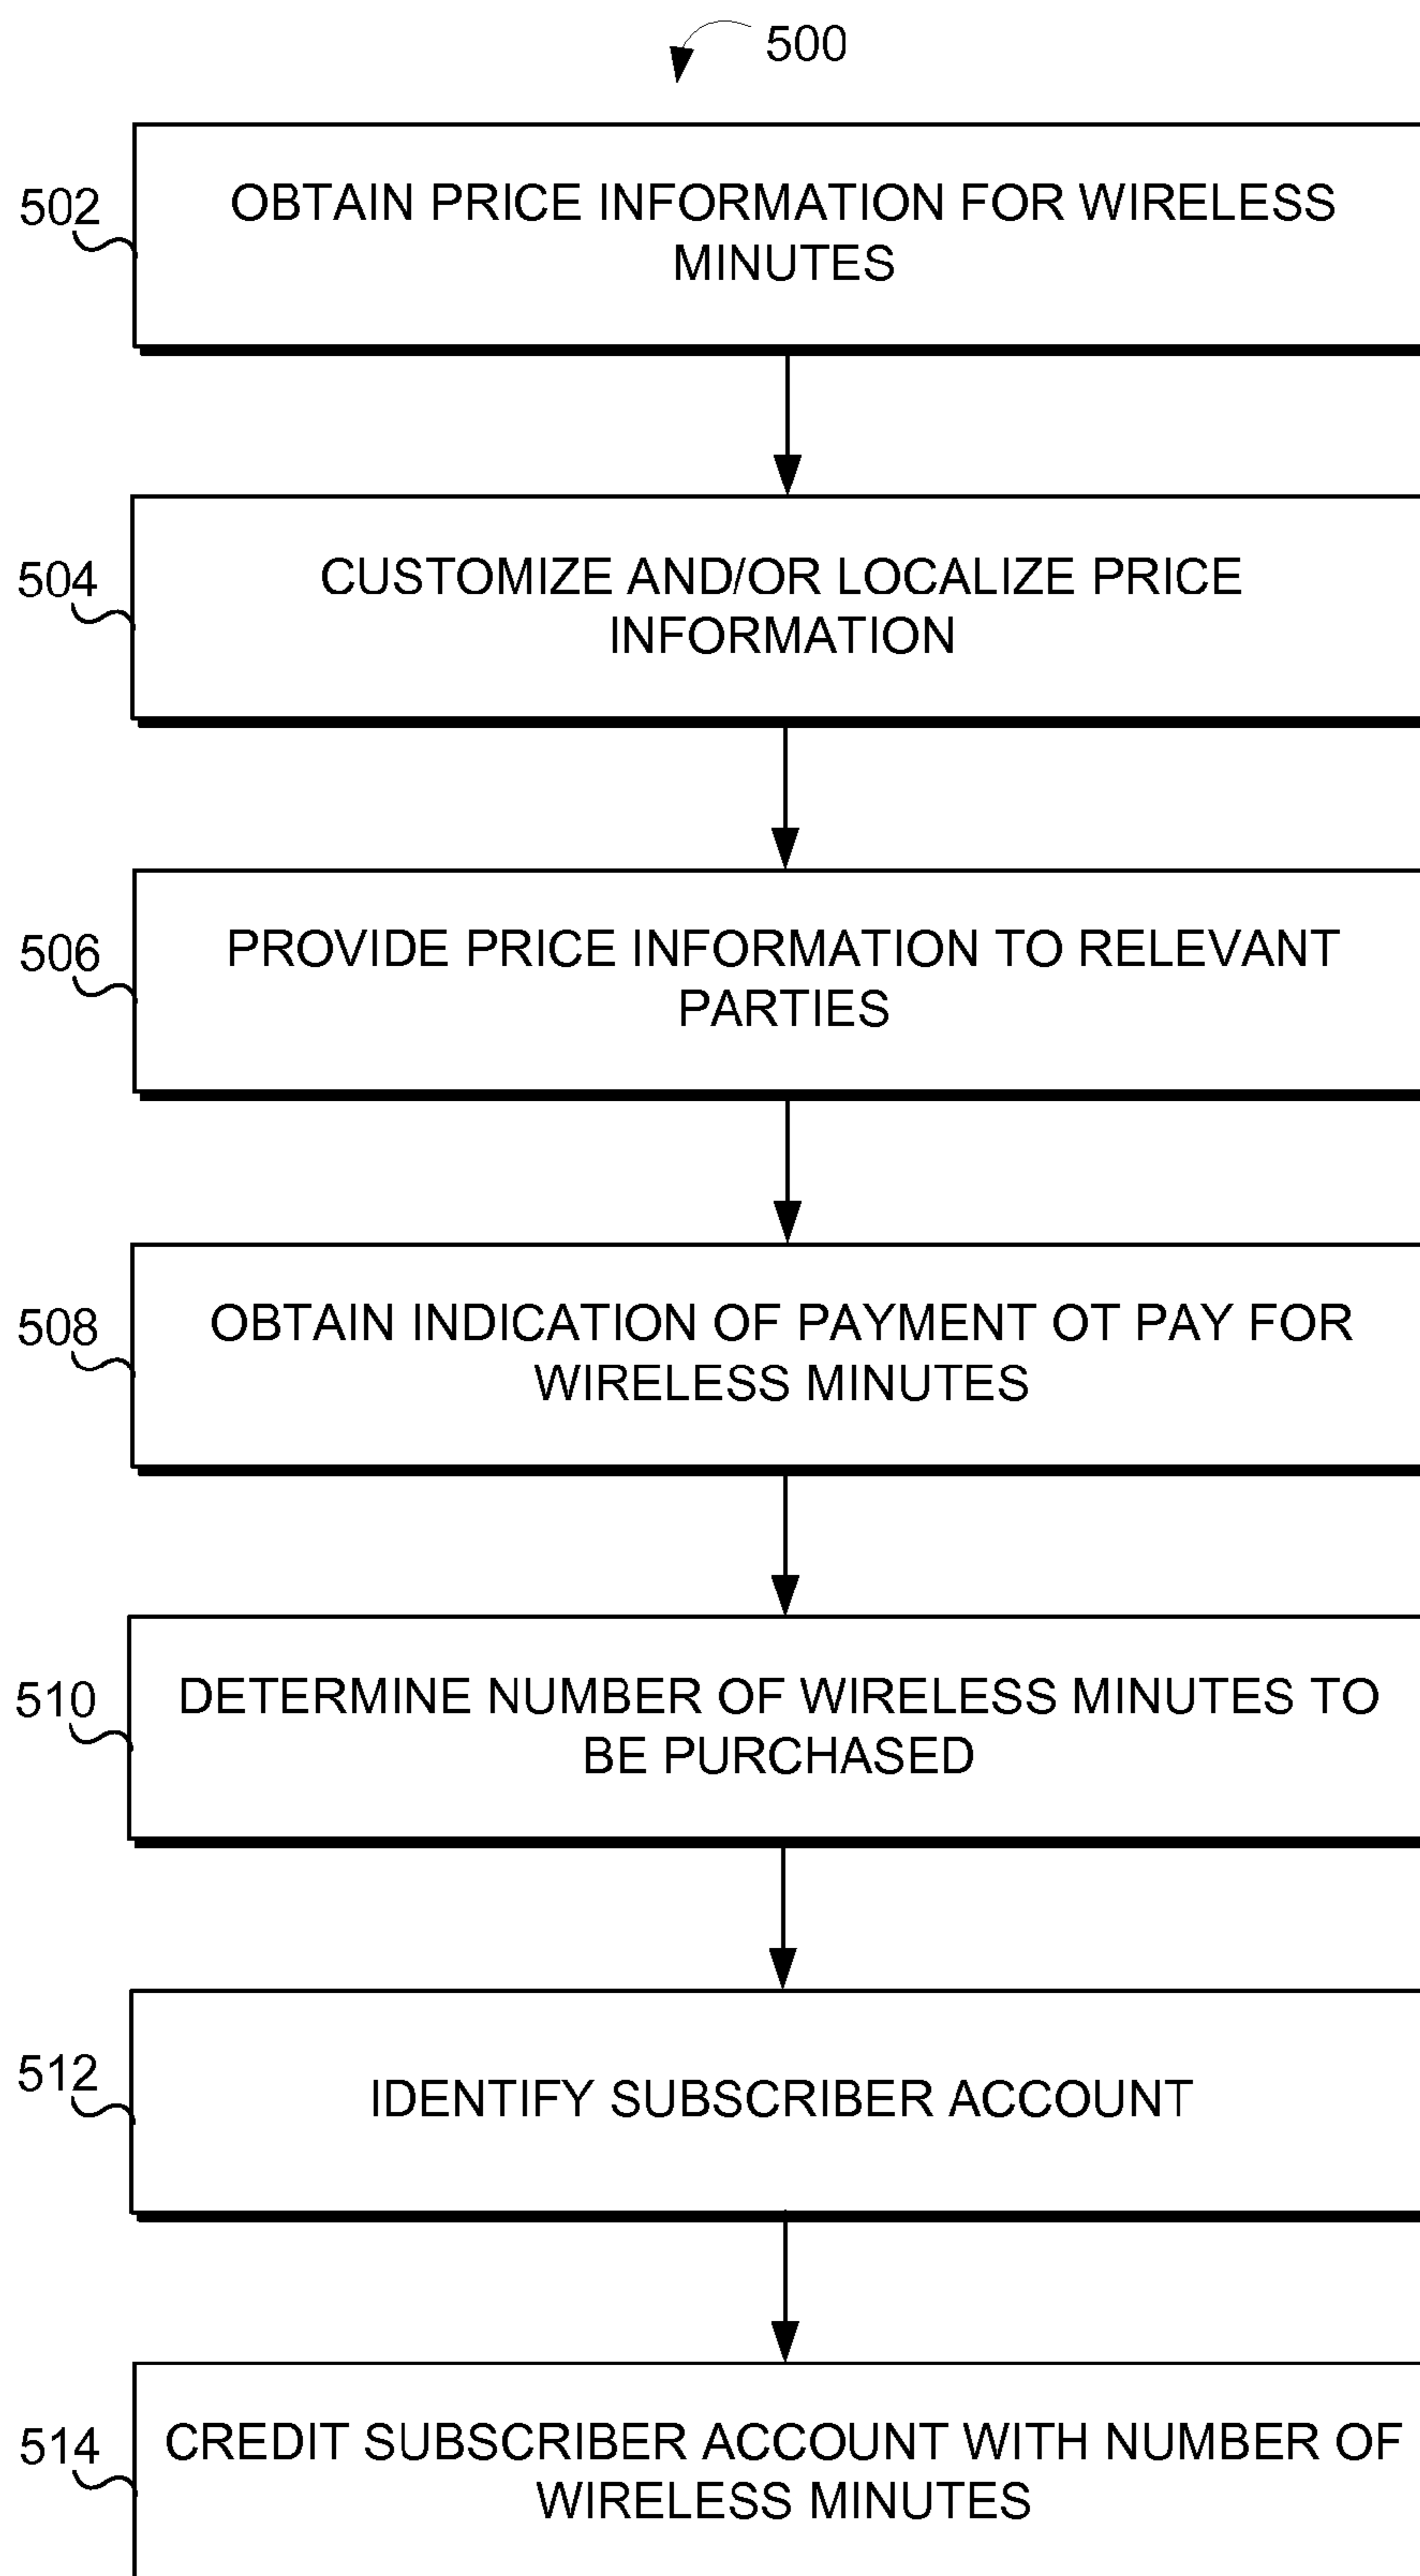 500
502
OBTAIN PRICE INFORMATION FOR WIRELESS
MINUTES
504
CUSTOMIZE AND/OR LOCALIZE PRICE
INFORMATION
506
PROVIDE PRICE INFORMATION TO RELEVANT
PARTIES
508
OBTAIN INDICATION OF PAYMENT OT PAY FOR
WIRELESS MINUTES
510
DETERMINE NUMBER OF WIRELESS MINUTES TO
BE PURCHASED
512
IDENTIFY SUBSCRIBER ACCOUNT
514
CREDIT SUBSCRIBER ACCOUNT WITH NUMBER OF
WIRELESS MINUTES